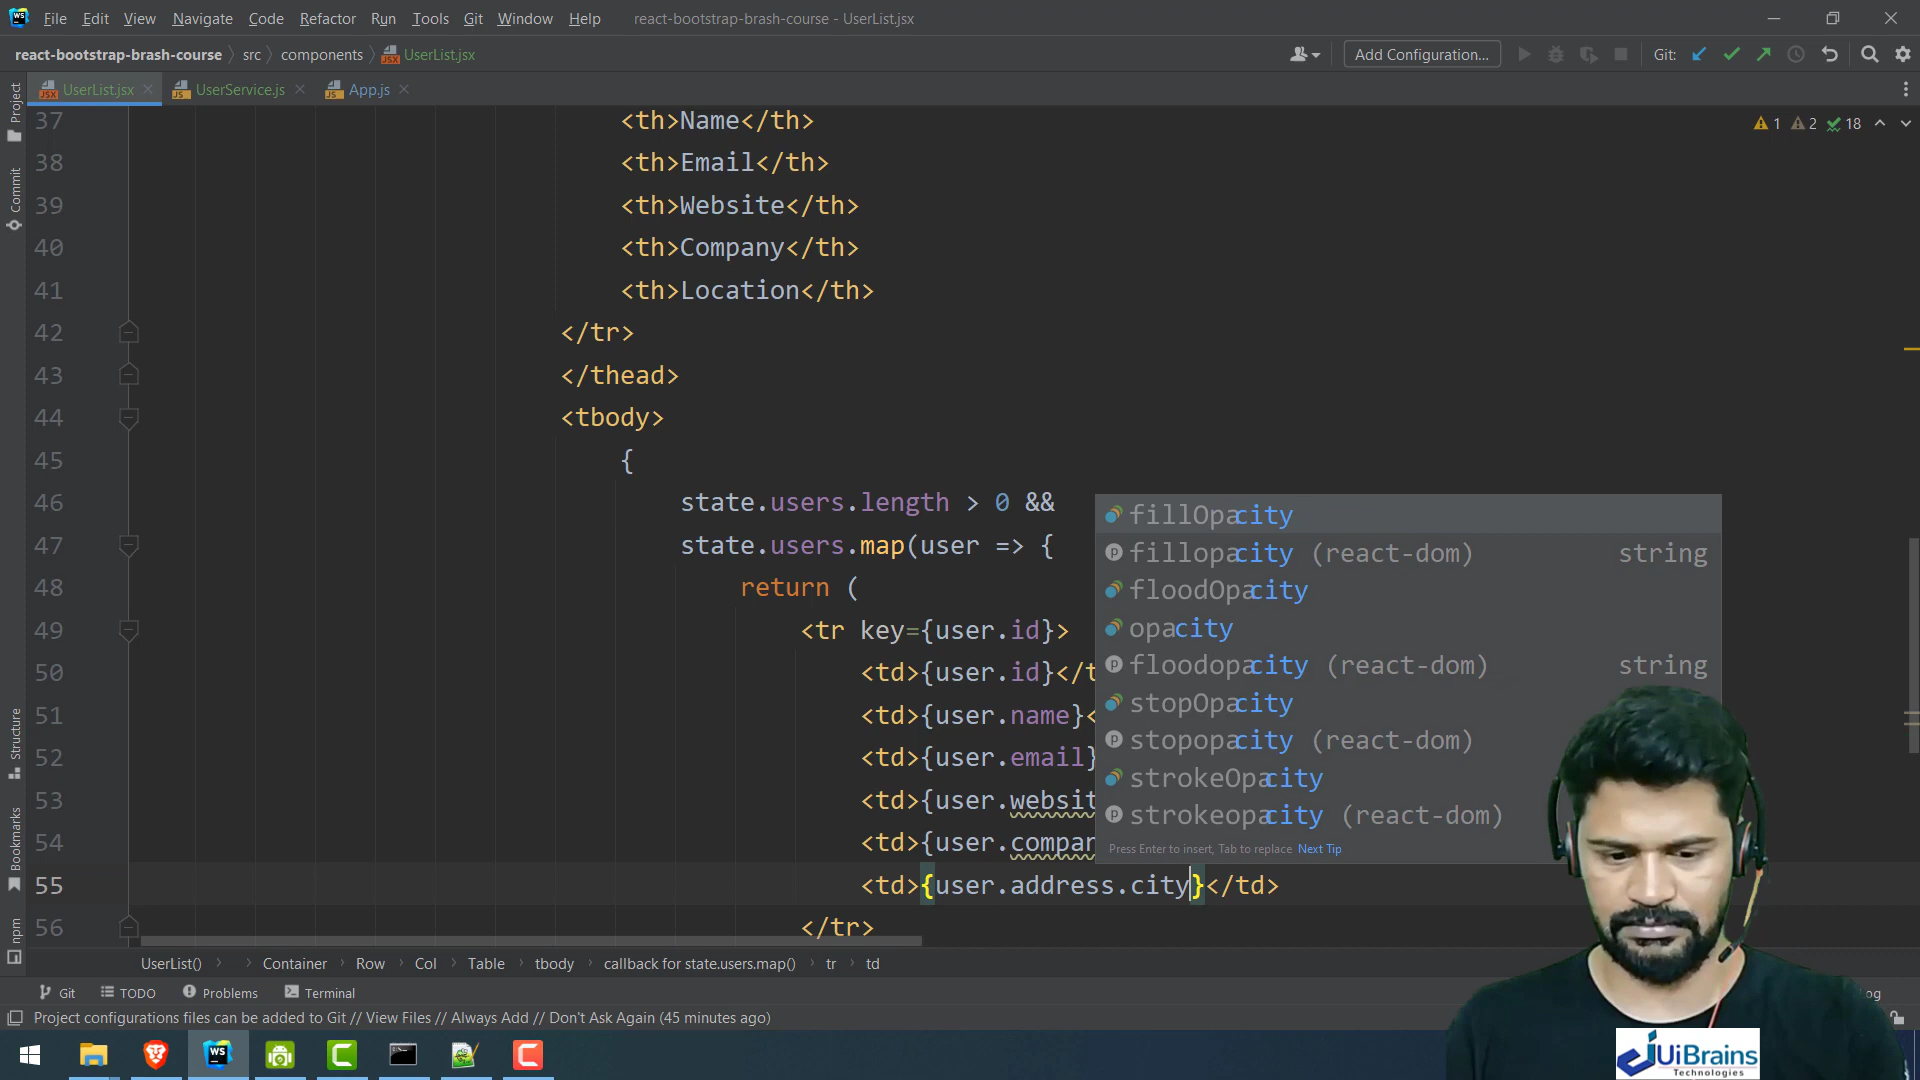 File Edit View Navigate Code Refactor Run Tools Git Window Help react-bootstrap-brash-course - UserList.jsx
react-bootstrap-brash-course src components UserList.jsx Add Configuration... Git:
UserList.jsx UserService.js App.js
Project
Commit
Structure
Bookmarks
npm
1 2 18
37 <th>Name</th>
38 <th>Email</th>
39 <th>Website</th>
40 <th>Company</th>
41 <th>Location</th>
42 </tr>
43 </thead>
44 <tbody>
45 {
46 state.users.length > 0 &&
47 state.users.map(user => {
48 return (
49 <tr key={user.id}>
50 <td>{user.id}</t
51 <td>{user.name}<
52 <td>{user.email}
53 <td>{user.websit
54 <td>{user.compan
55 <td>{user.address.city}</td>
56 </tr>
fillOpacity
fillopacity (react-dom) string
floodOpacity
opacity
floodopacity (react-dom) string
stopOpacity
stopopacity (react-dom)
strokeOpacity
strokeopacity (react-dom)
Press Enter to insert, Tab to replace Next Tip
UserList() Container Row Col Table tbody callback for state.users.map() tr td
Git TODO Problems Terminal
Project configurations files can be added to Git // View Files // Always Add // Don't Ask Again (45 minutes ago)
UiBrains
Technologies